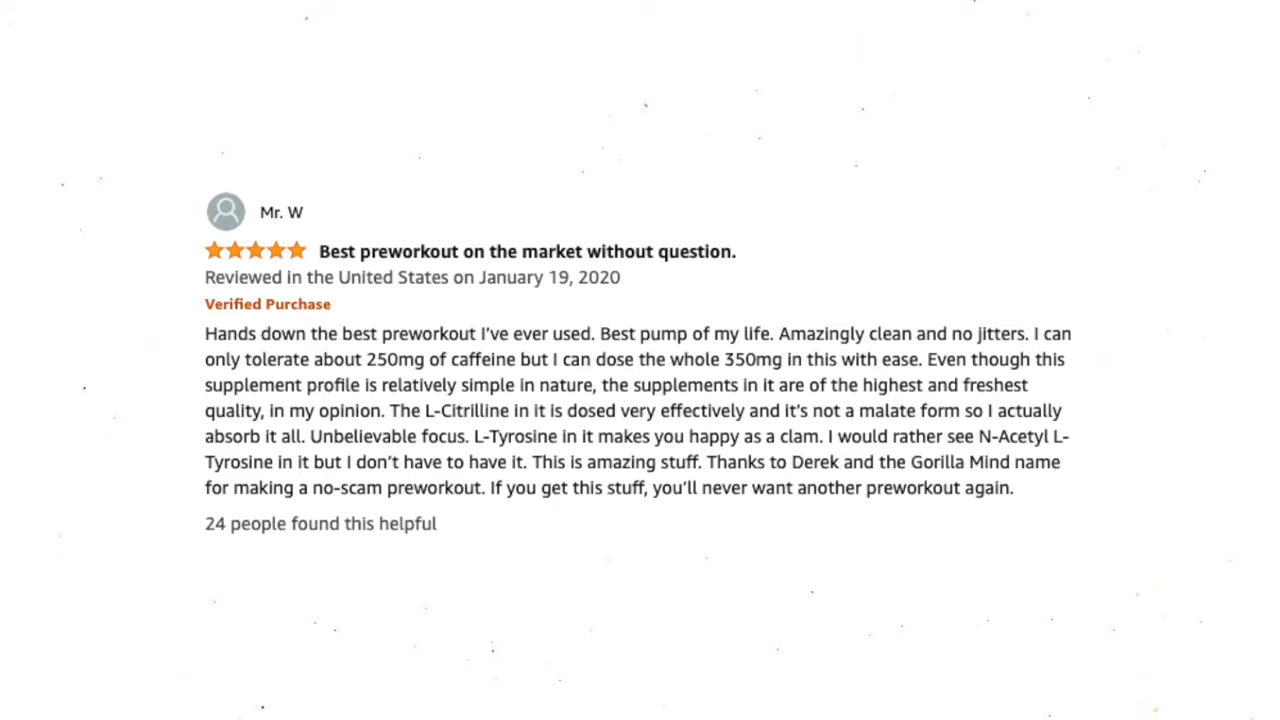 Mr. W
Best preworkout on the market without question.
Reviewed in the United States on January 19, 2020
Verified Purchase
Hands down the best preworkout I've ever used. Best pump of my life. Amazingly clean and no jitters. I can
only tolerate about 250mg of caffeine but I can dose the whole 350mg in this with ease. Even though this
supplement profile is relatively simple in nature, the supplements in it are of the highest and freshest
quality, in my opinion. The L-Citrilline in it is dosed very effectively and it's not a malate form so I actually
absorb it all. Unbelievable focus. L-Tyrosine in it makes you happy as a clam. I would rather see N-Acetyl L-
Tyrosine in it but I don't have to have it. This is amazing stuff. Thanks to Derek and the Gorilla Mind name
for making a no-scam preworkout. If you get this stuff, you'll never want another preworkout again.
24 people found this helpful